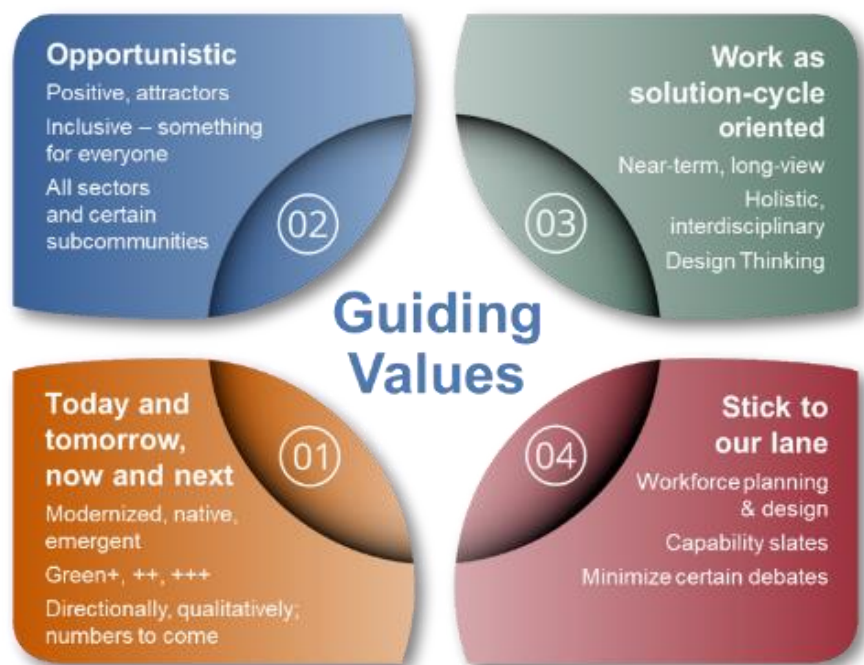 Opportunistic
Positive, attractors
Inclusive – something
for everyone
All sectors
and certain
subcommunities
02
Work as
solution-cycle
oriented
Near-term, long-view
Holistic,
interdisciplinary
Design Thinking
03
Guiding
Values
Today and
tomorrow,
now and next
Modernized, native,
emergent
Green+, ++, +++
Directionally, qualitatively;
numbers to come
01
Stick to
our lane
Workforce planning
& design
Capability slates
Minimize certain debates
04